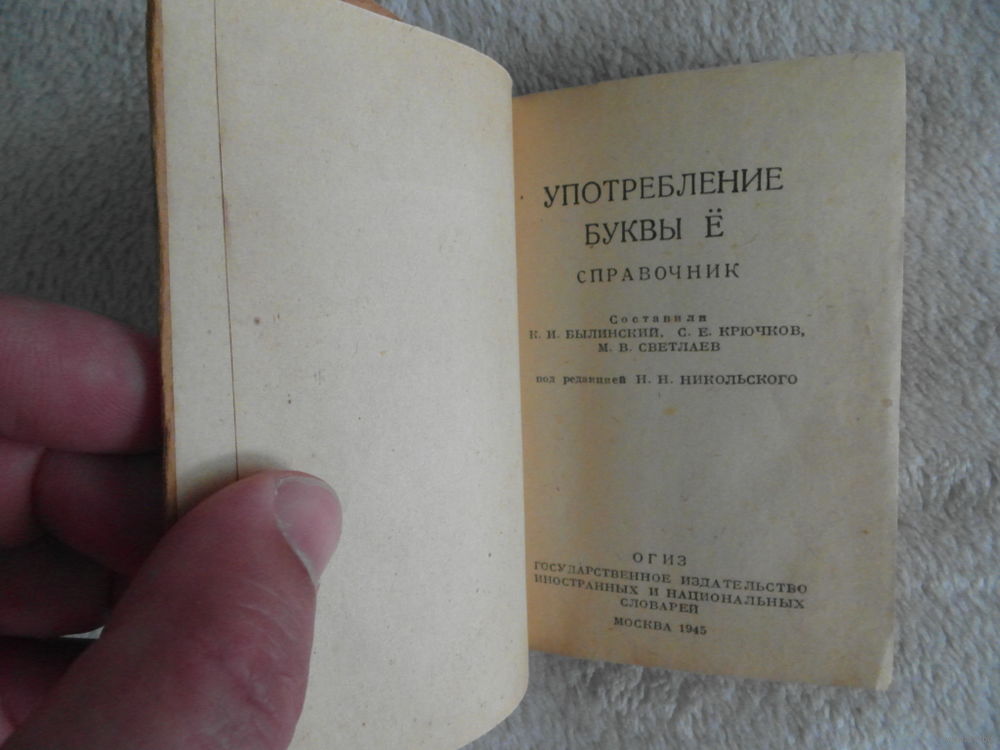 УПОТРЕБЛЕНИЕ
БУКВЫ Ё
СПРАВОЧНИК
Составили
К. И. БЫЛИНСКИЙ, С. Е. КРЮЧКОВ,
М. В. СВЕТЛАЕВ
под редакцией Н. Н. НИКОЛЬСКОГО
ОГИЗ
ГОСУДАРСТВЕННОЕ ИЗДАТЕЛЬСТВО
ИНОСТРАННЫХ И НАЦИОНАЛЬНЫХ
СЛОВАРЕЙ
МОСКВА 1945